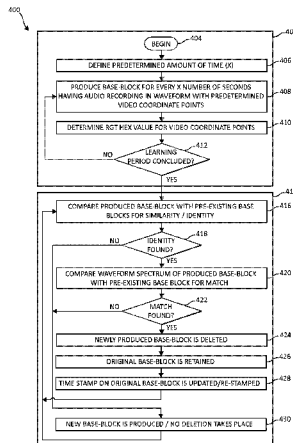 400
40
BEGIN
404
DEFINE PREDETERMINED AMOUNT OF TIME (X)
406
PRODUCE BASE-BLOCK FOR EVERY X NUMBER OF SECONDS
HAVING AUDIO RECORDING IN WAVEFORM WITH PREDETERMINED
VIDEO COORDINATE POINTS
408
DETERMINE RGT HEX VALUE FOR VIDEO COORDINATE POINTS
410
412
NO
LEARNING
PERIOD CONCLUDED?
YES
41
COMPARE PRODUCED BASE-BLOCK WITH PRE-EXISTING BASE
BLOCKS FOR SIMILARITY / IDENTITY
416
418
NO
IDENTITY
FOUND?
YES
COMPARE WAVEFORM SPECTRUM OF PRODUCED BASE-BLOCK
WITH PRE-EXISTING BASE BLOCK FOR MATCH
420
422
NO
MATCH
FOUND?
YES
424
NEWLY PRODUCED BASE-BLOCK IS DELETED
426
ORIGINAL BASE-BLOCK IS RETAINED
428
TIME STAMP ON ORIGINAL BASE-BLOCK IS UPDATED/RE-STAMPED
430
NEW BASE-BLOCK IS PRODUCED / NO DELETION TAKES PLACE